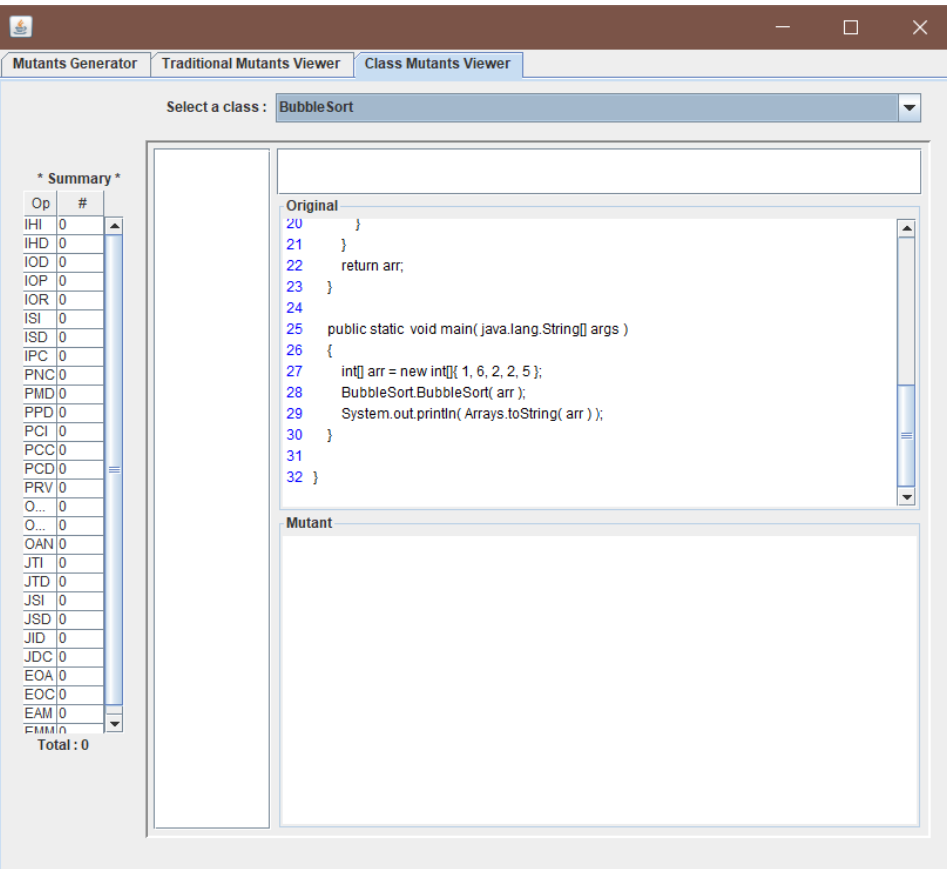 Mutants Generator Traditional Mutants Viewer Class Mutants Viewer
Select a class : BubbleSort
* Summary *
Op #
IHI 0
IHD 0
IOD 0
IOP 0
IOR 0
ISI 0
ISD 0
IPC 0
PNC 0
PMD 0
PPD 0
PCI 0
PCC 0
PCD 0
PRV 0
O... 0
O... 0
OAN 0
JTI 0
JTD 0
JSI 0
JSD 0
JID 0
JDC 0
EOA 0
EOC 0
EAM 0
EMM 0
Total : 0
Original
20 }
21 }
22 return arr;
23 }
24
25 public static void main( java.lang.String[] args )
26 {
27 int[] arr = new int[]{ 1, 6, 2, 2, 5 };
28 BubbleSort.BubbleSort( arr );
29 System.out.println( Arrays.toString( arr ) );
30 }
31
32 }
Mutant